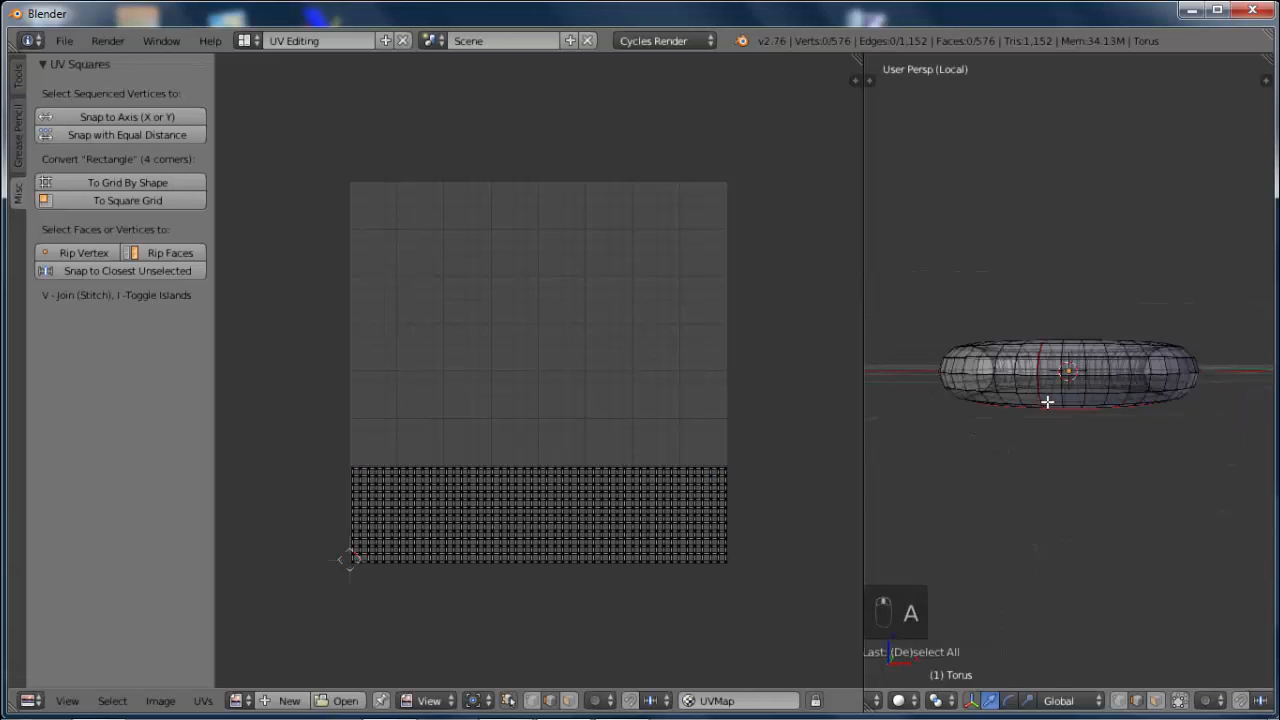 Blender
File Render Window Help UV Editing Scene Cycles Render v2.76 | Verts:0/576 | Edges:0/1,152 | Faces:0/576 | Tris:1,152 | Mem:34.13M | Torus
UV Squares
User Persp (Local)
Tools
Select Sequenced Vertices to:
Snap to Axis (X or Y)
Snap with Equal Distance
Grease Pencil
Convert "Rectangle" (4 corners):
To Grid By Shape
Misc
To Square Grid
Select Faces or Vertices to:
Rip Vertex Rip Faces
Snap to Closest Unselected
V - Join (Stitch), I -Toggle Islands
A
Last: (De)select All
(1) Torus
View Select Image UVs New Open View UVMap Global